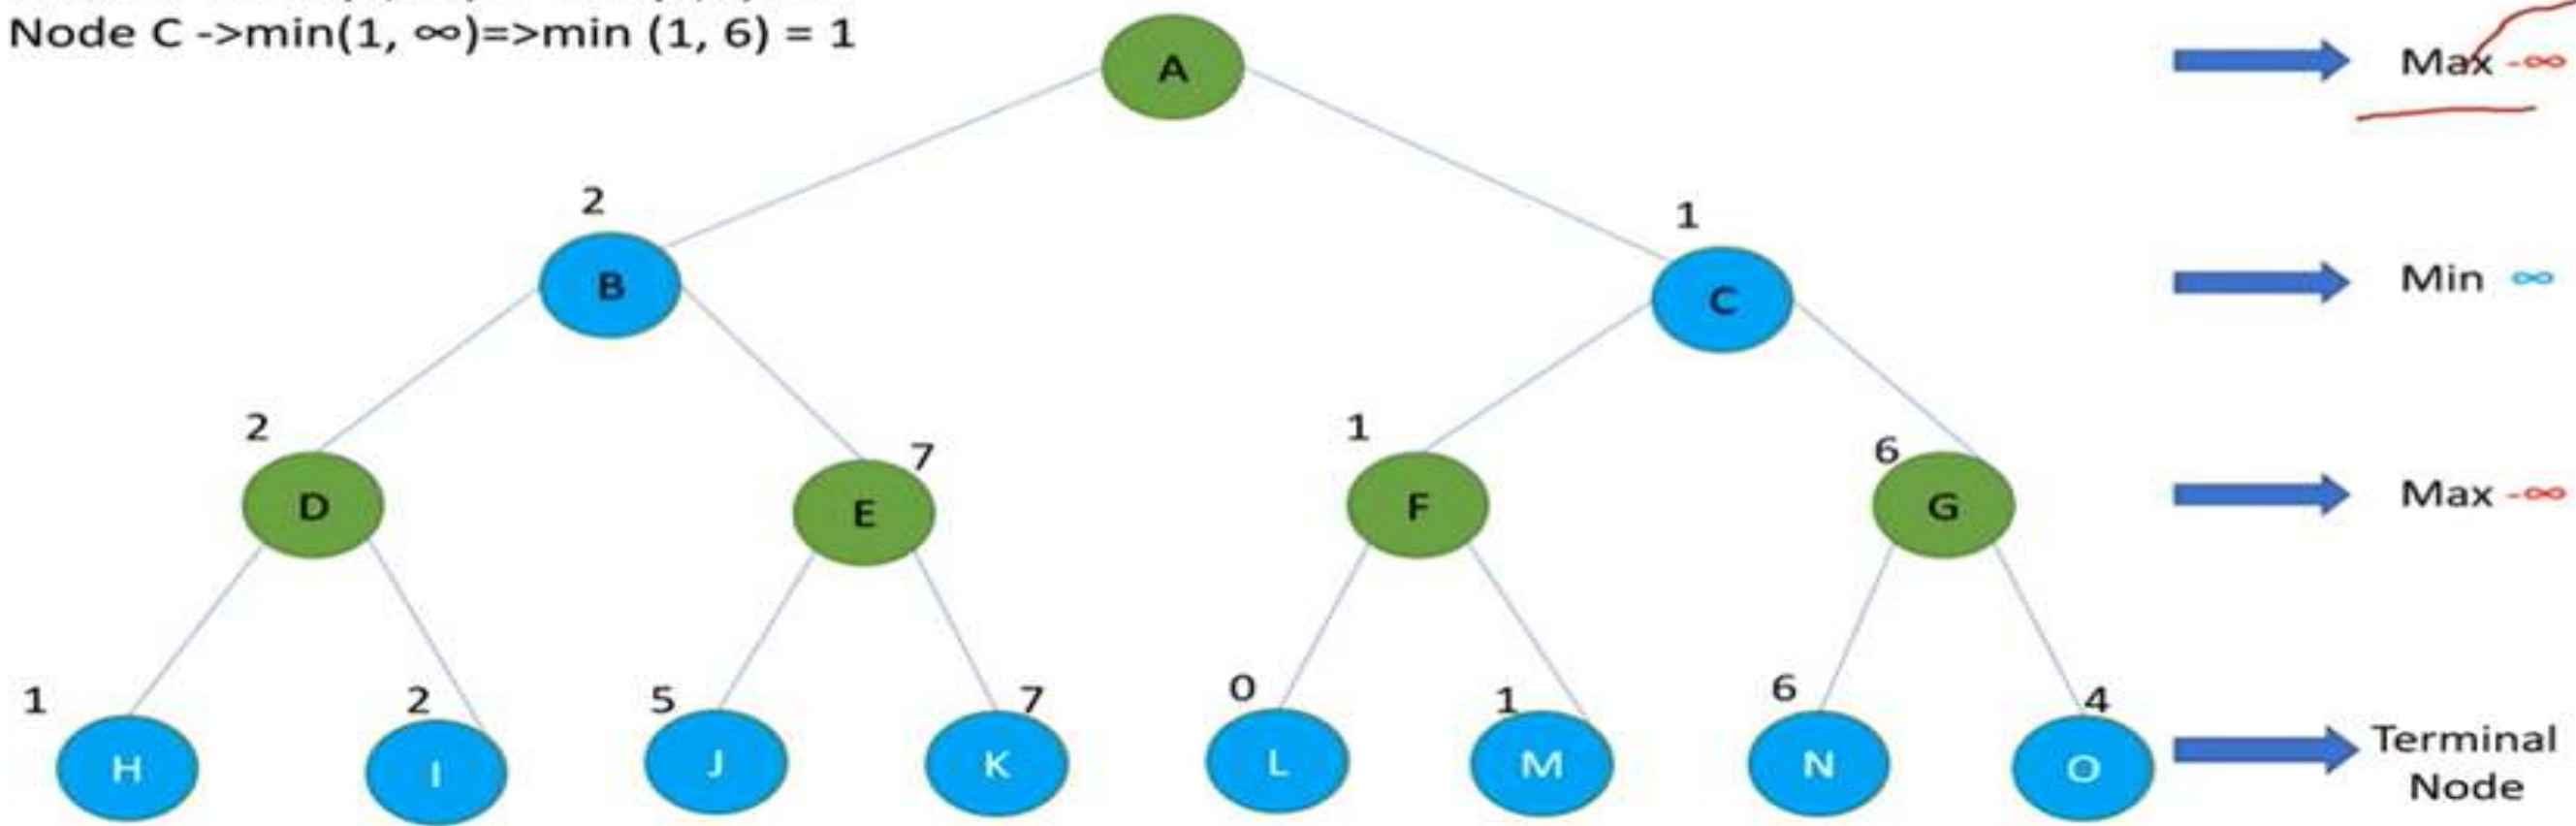 Node C ->min(1, ∞)=>min (1, 6) = 1
A
Max -∞
2
1
B
C
Min ∞
2
7
1
6
D
E
F
G
Max -∞
1
2
5
7
0
1
6
4
H
I
J
K
L
M
N
O
Terminal
Node